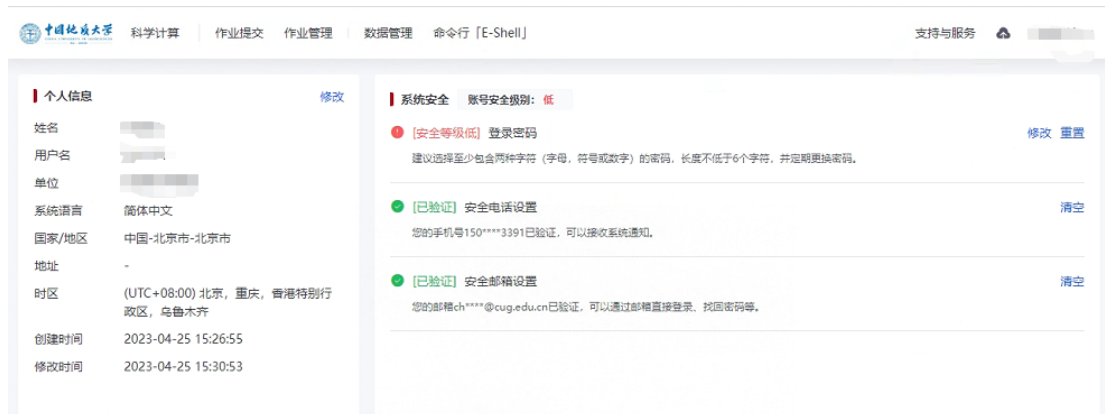 中国地质大学 科学计算 作业提交 作业管理 数据管理 命令行「E-Shell」 支持与服务
个人信息 修改
姓名
用户名
单位
系统语言 简体中文
国家/地区 中国-北京市-北京市
地址 -
时区 (UTC+08:00) 北京，重庆，香港特别行
政区，乌鲁木齐
创建时间 2023-04-25 15:26:55
修改时间 2023-04-25 15:30:53
系统安全 账号安全级别： 低
[安全等级低] 登录密码 修改 重置
建议选择至少包含两种字符（字母，符号或数字）的密码，长度不低于6个字符，并定期更换密码。
[已验证] 安全电话设置 清空
您的手机号150****3391已验证，可以接收系统通知。
[已验证] 安全邮箱设置 清空
您的邮箱ch****@cug.edu.cn已验证，可以通过邮箱直接登录、找回密码等。